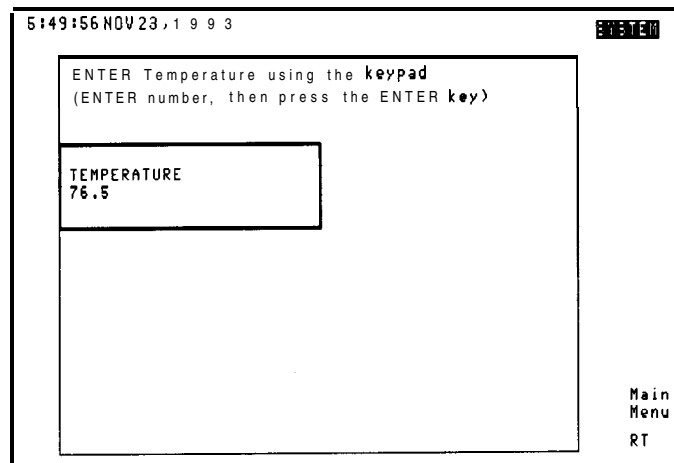 5:49:56 NOV 23, 1993
SYSTEM
ENTER Temperature using the keypad
(ENTER number, then press the ENTER key)
TEMPERATURE
76.5
Main
Menu
RT